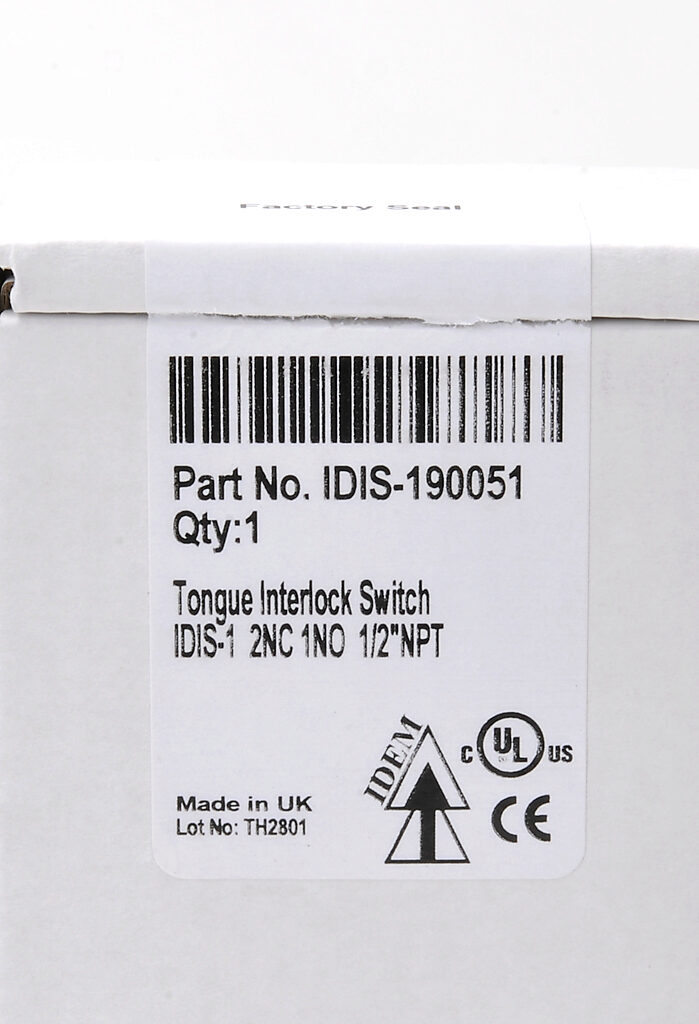 Factory Seal
Part No. IDIS-190051
Qty:1
Tongue Interlock Switch
IDIS-1 2NC 1NO 1/2"NPT
IDEM
C UL US
CE
Made in UK
Lot No: TH2801